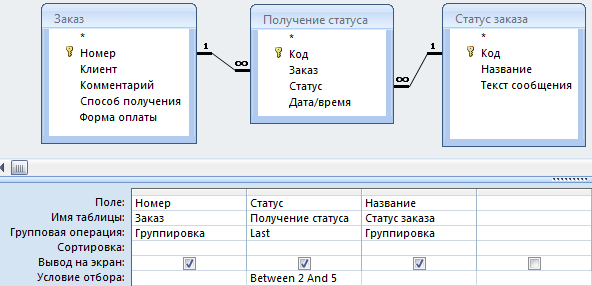 Заказ
*
Номер
Клиент
Комментарий
Способ получения
Форма оплаты
1
∞
Получение статуса
*
Код
Заказ
Статус
Дата/время
∞
1
Статус заказа
*
Код
Название
Текст сообщения
Поле: Номер Статус Название
Имя таблицы: Заказ Получение статуса Статус заказа
Групповая операция: Группировка Last Группировка
Сортировка:
Вывод на экран:
Условие отбора: Between 2 And 5